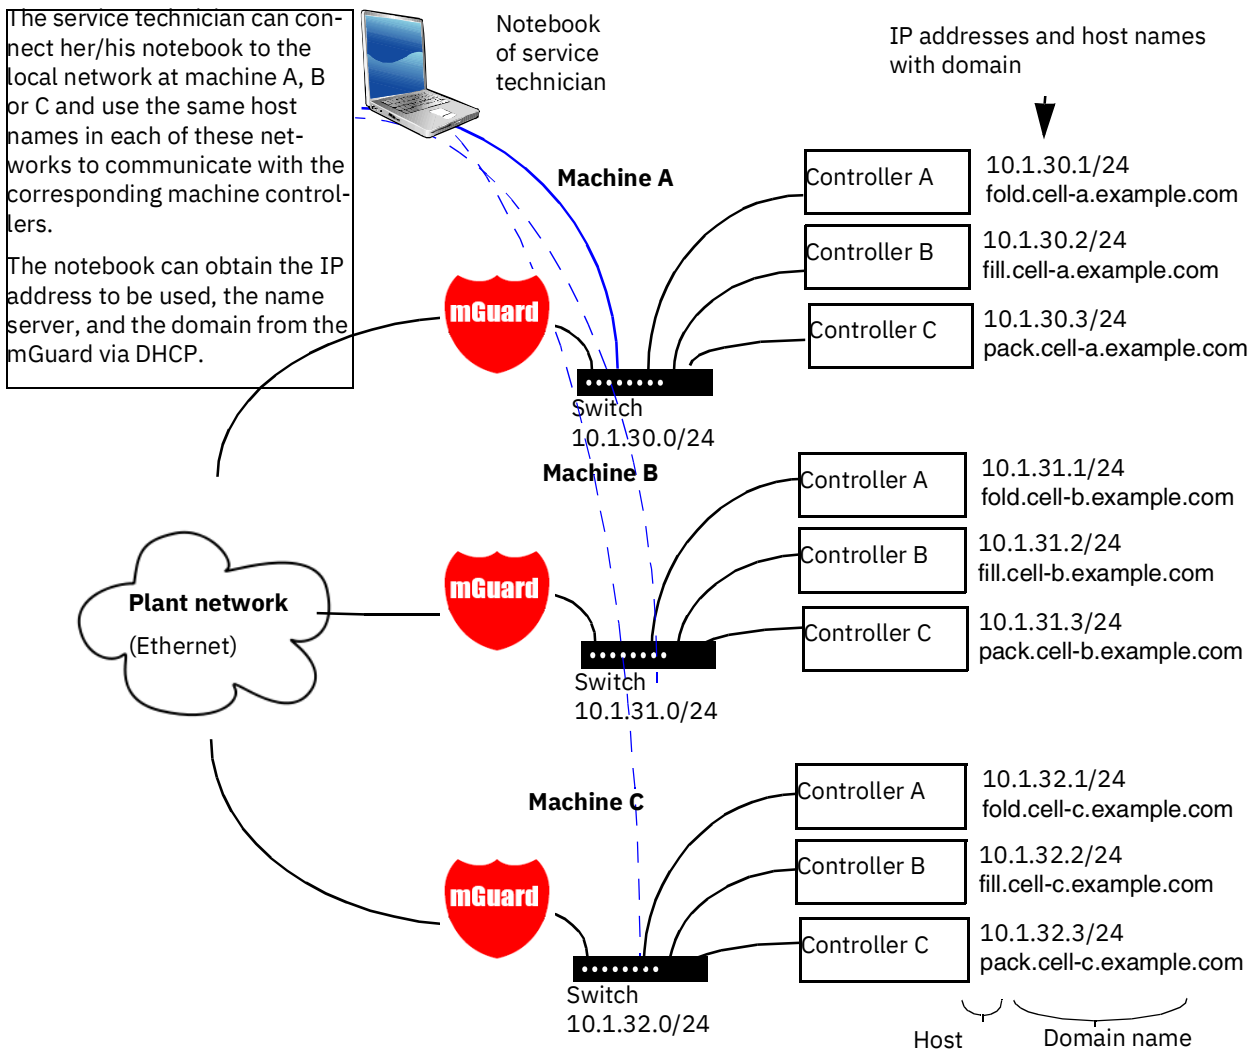 The service technician can con-
nect her/his notebook to the
local network at machine A, B
or C and use the same host
names in each of these net-
works to communicate with the
corresponding machine control-
lers.
The notebook can obtain the IP
address to be used, the name
server, and the domain from the
mGuard via DHCP.
Notebook
of service
technician
IP addresses and host names
with domain
Machine A
mGuard
Switch
10.1.30.0/24
Controller A
10.1.30.1/24
fold.cell-a.example.com
Controller B
10.1.30.2/24
fill.cell-a.example.com
Controller C
10.1.30.3/24
pack.cell-a.example.com
Machine B
mGuard
Switch
10.1.31.0/24
Controller A
10.1.31.1/24
fold.cell-b.example.com
Controller B
10.1.31.2/24
fill.cell-b.example.com
Controller C
10.1.31.3/24
pack.cell-b.example.com
Plant network
(Ethernet)
Machine C
mGuard
Switch
10.1.32.0/24
Controller A
10.1.32.1/24
fold.cell-c.example.com
Controller B
10.1.32.2/24
fill.cell-c.example.com
Controller C
10.1.32.3/24
pack.cell-c.example.com
Host
Domain name